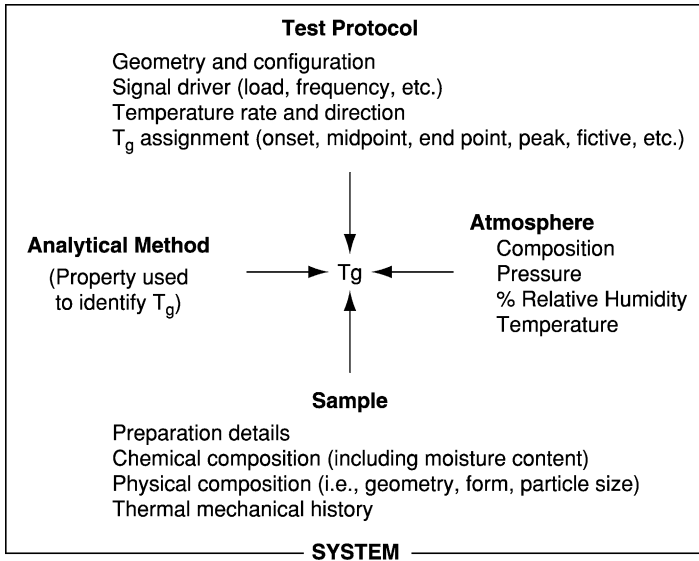 Test Protocol
Geometry and configuration
Signal driver (load, frequency, etc.)
Temperature rate and direction
Tg assignment (onset, midpoint, end point, peak, fictive, etc.)
Analytical Method
(Property used
to identify Tg)
Tg
Atmosphere
Composition
Pressure
% Relative Humidity
Temperature
Sample
Preparation details
Chemical composition (including moisture content)
Physical composition (i.e., geometry, form, particle size)
Thermal mechanical history
SYSTEM